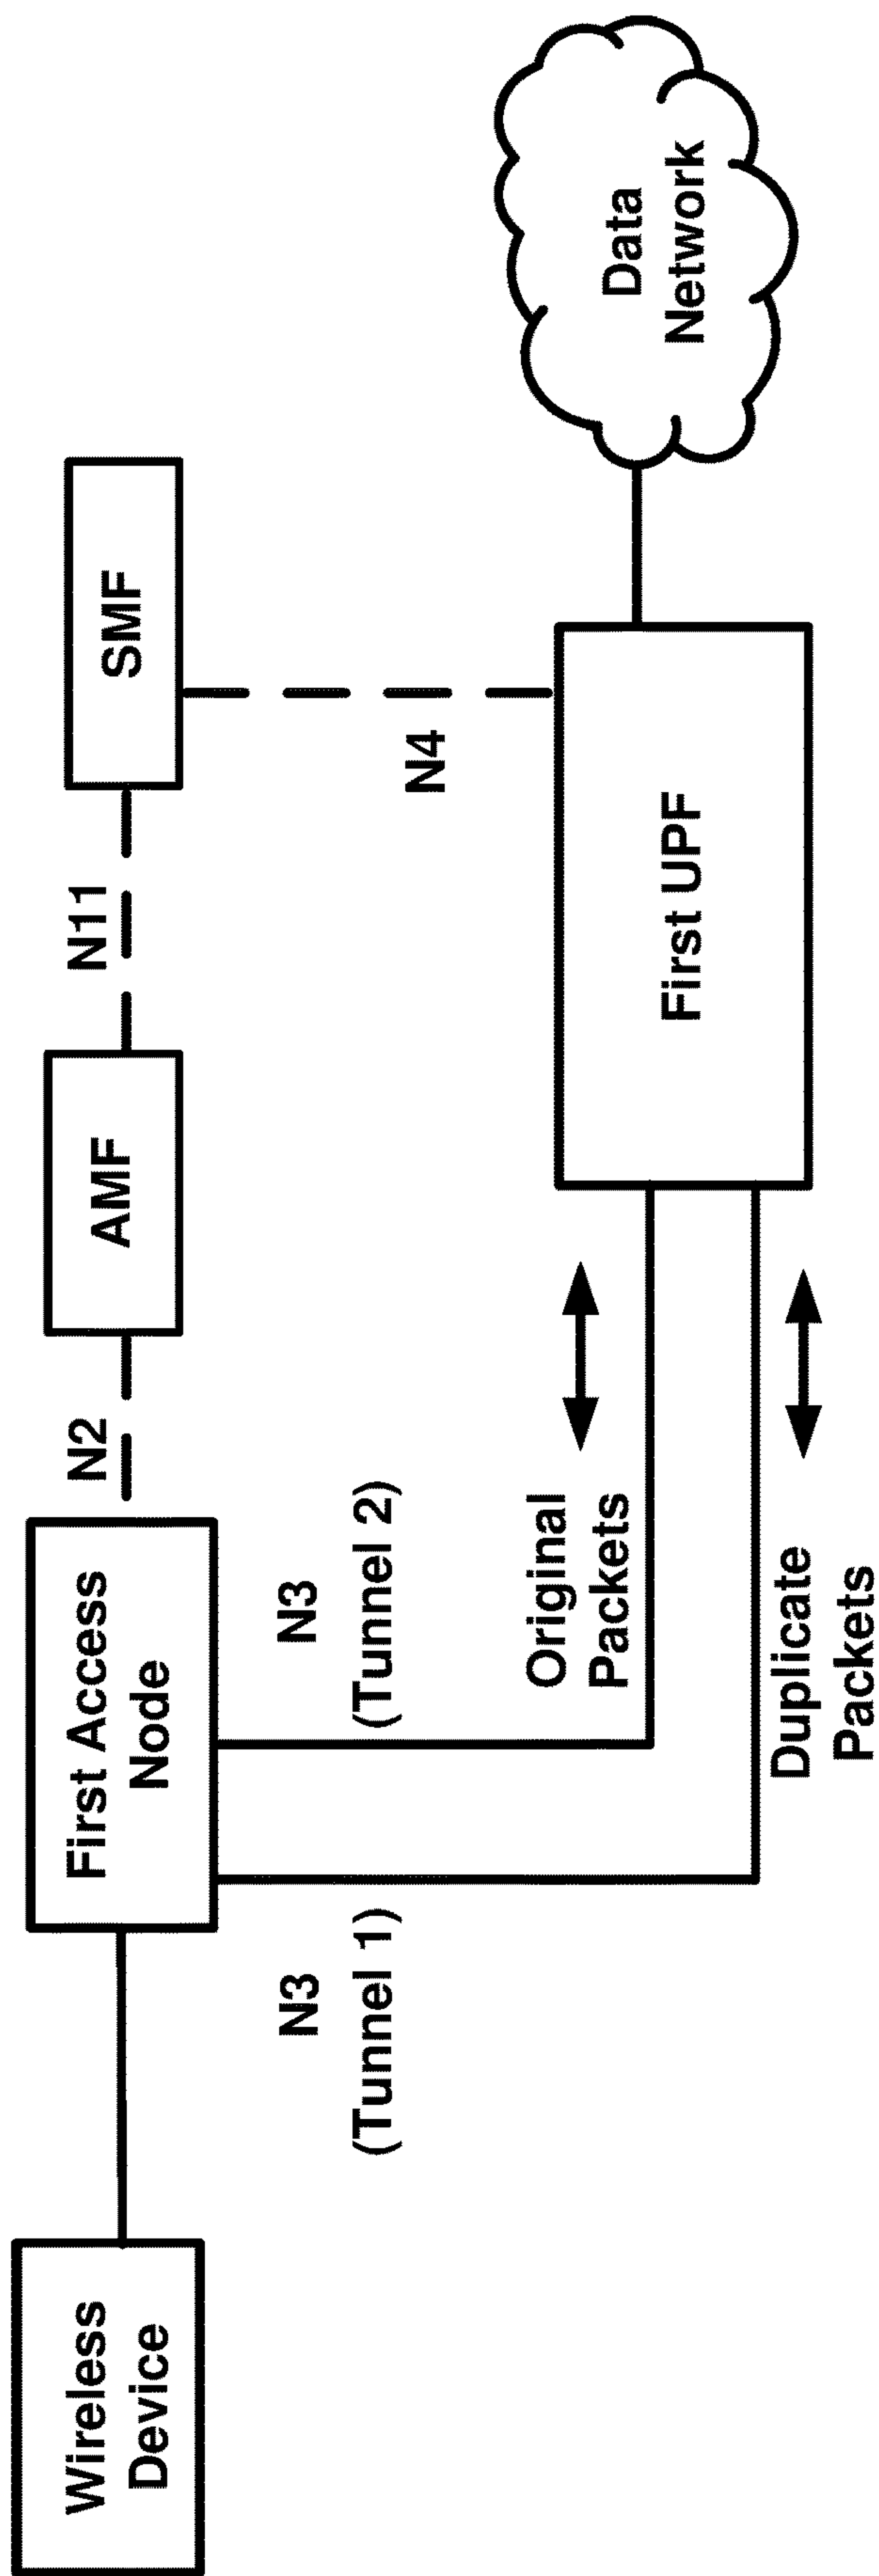 Wireless
Device
First Access
Node
N2
AMF
N11
SMF
N3
(Tunnel 1)
N3
(Tunnel 2)
N4
Original
Packets
Duplicate
Packets
First UPF
Data
Network